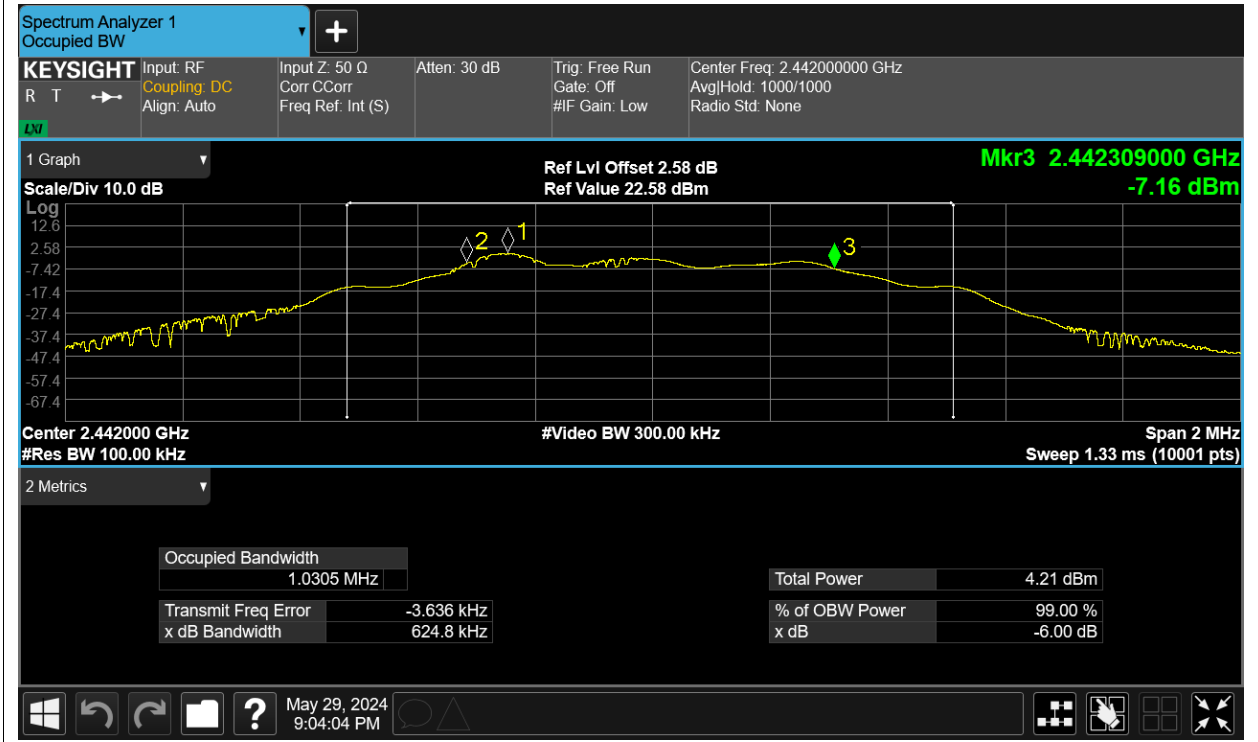 Spectrum Analyzer 1
Occupied BW
KEYSIGHT
R T
LXI
Input: RF
Coupling: DC
Align: Auto
Input Z: 50 Ω
Corr CCorr
Freq Ref: Int (S)
Atten: 30 dB
Trig: Free Run
Gate: Off
#IF Gain: Low
Center Freq: 2.442000000 GHz
Avg|Hold: 1000/1000
Radio Std: None
1 Graph
Scale/Div 10.0 dB
Ref Lvl Offset 2.58 dB
Ref Value 22.58 dBm
Mkr3 2.442309000 GHz
-7.16 dBm
Log
12.6
2.58
-7.42
-17.4
-27.4
-37.4
-47.4
-57.4
-67.4
2
1
3
Center 2.442000 GHz
#Video BW 300.00 kHz
Span 2 MHz
#Res BW 100.00 kHz
Sweep 1.33 ms (10001 pts)
2 Metrics
Occupied Bandwidth
1.0305 MHz
Total Power 4.21 dBm
Transmit Freq Error -3.636 kHz
% of OBW Power 99.00 %
x dB Bandwidth 624.8 kHz
x dB -6.00 dB
?
May 29, 2024
9:04:04 PM